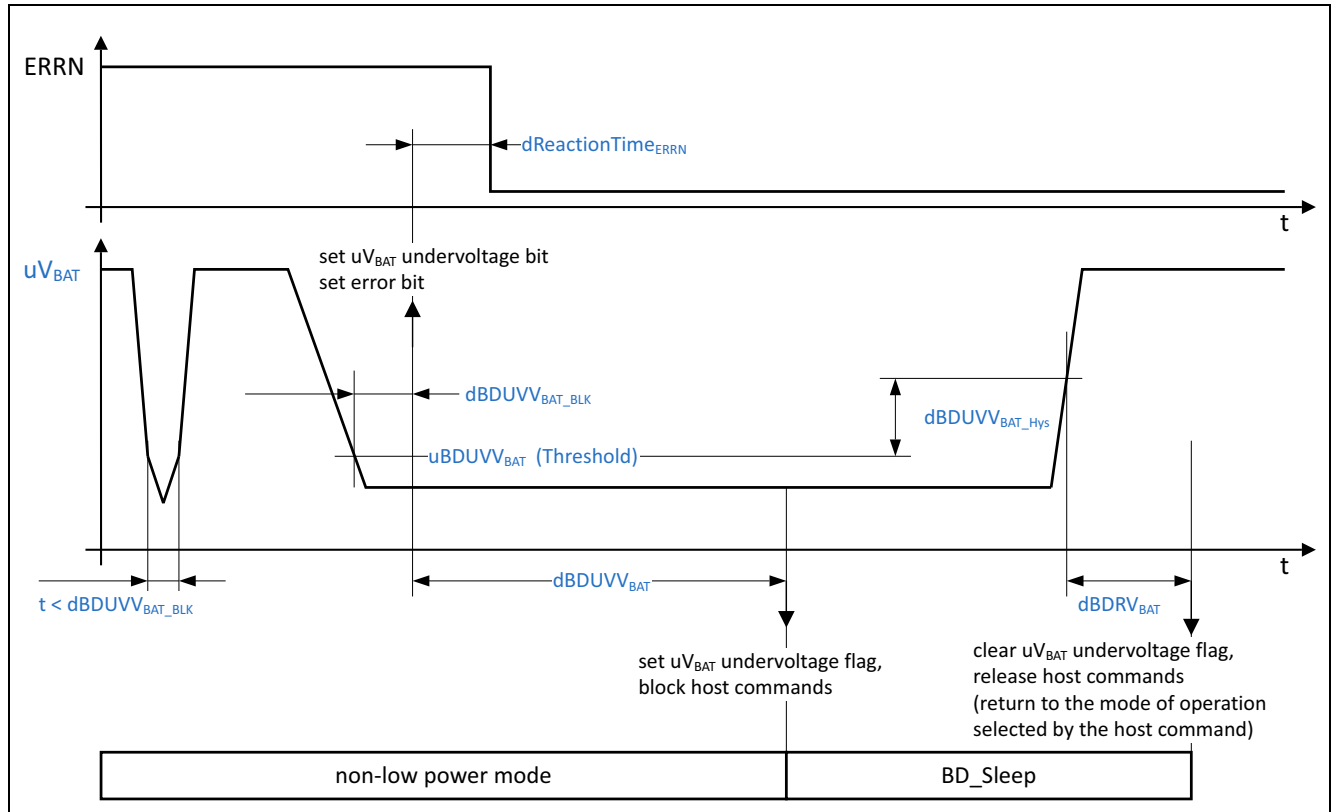 ERRN
dReactionTimeERRN
t
set uVBAT undervoltage bit
set error bit
uVBAT
dBDUVVBAT_BLK
dBDUVVBAT_Hys
uBDUVVBAT (Threshold)
t
dBDUVVBAT
t < dBDUVVBAT_BLK
dBDRVBAT
set uVBAT undervoltage flag,
block host commands
clear uVBAT undervoltage flag,
release host commands
(return to the mode of operation
selected by the host command)
non-low power mode
BD_Sleep